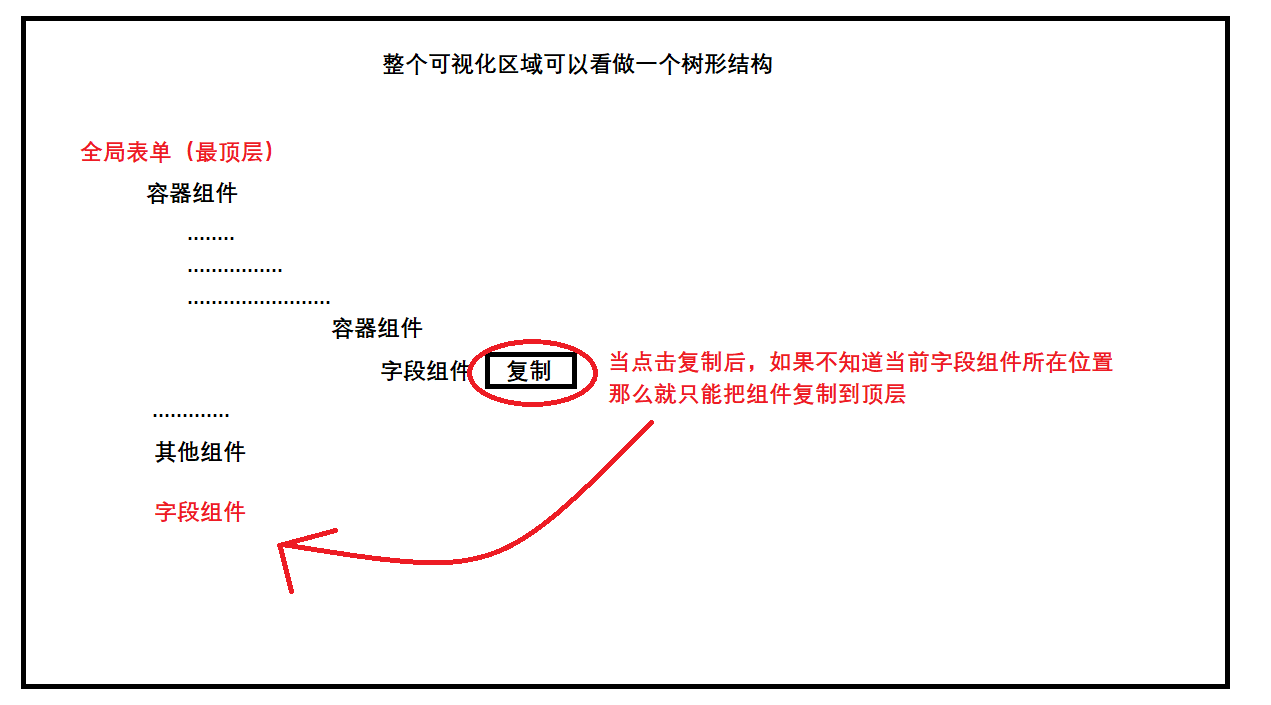 整个可视化区域可以看做一个树形结构
全局表单（最顶层）
容器组件
........
................
........................
容器组件
字段组件 复制
当点击复制后，如果不知道当前字段组件所在位置
那么就只能把组件复制到顶层
.............
其他组件
字段组件